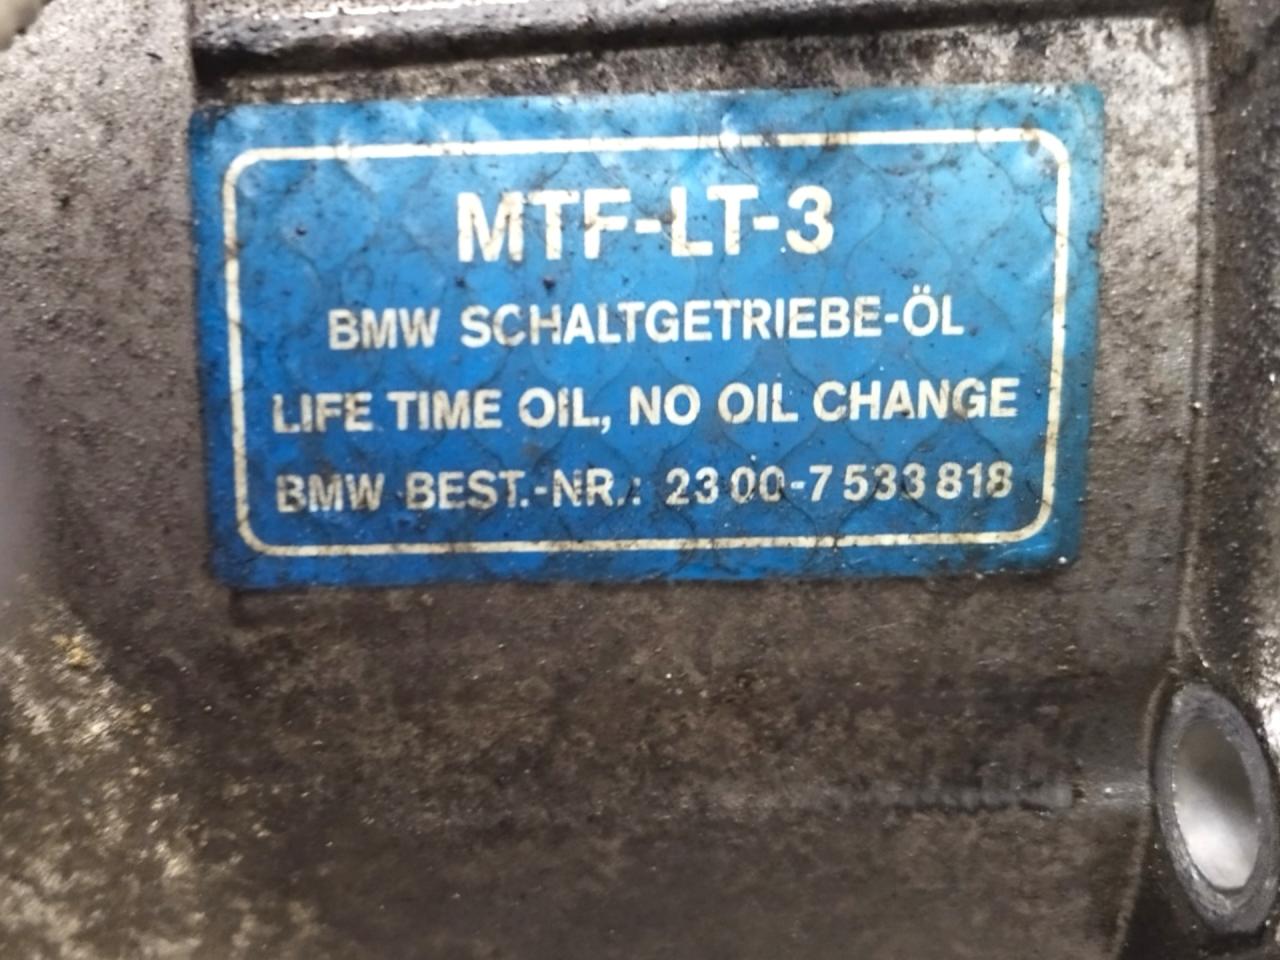 MTF-LT-3
BMW SCHALTGETRIEBE-ÖL
LIFE TIME OIL, NO OIL CHANGE
BMW BEST.-NR.: 23 00-7 533 818